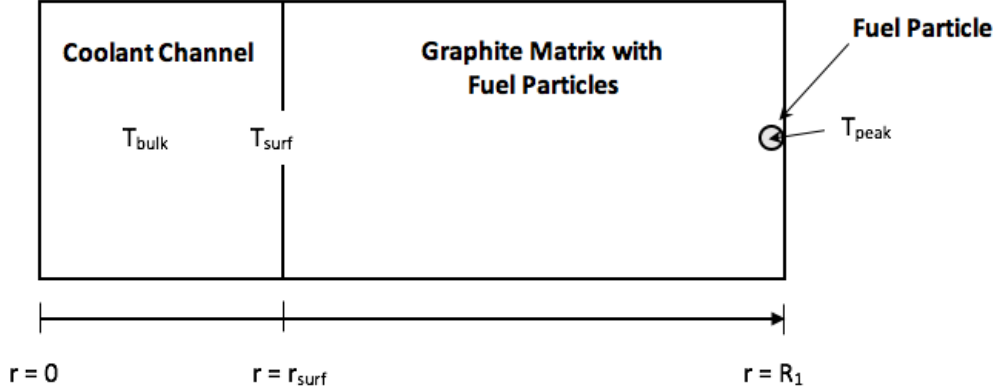 Fuel Particle
Coolant Channel
Graphite Matrix with
Fuel Particles
T_bulk
T_surf
T_peak
r = 0
r = r_surf
r = R_1